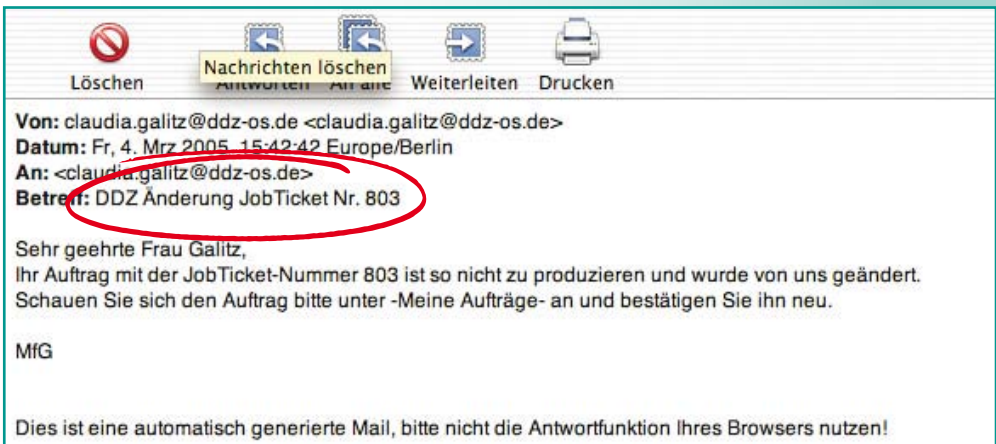 Nachrichten löschen
Löschen Antworten An alle Weiterleiten Drucken
Von: claudia.galitz@ddz-os.de <claudia.galitz@ddz-os.de>
Datum: Fr, 4. Mrz 2005, 15:42:42 Europe/Berlin
An: <claudia.galitz@ddz-os.de>
Betreff: DDZ Änderung JobTicket Nr. 803
Sehr geehrte Frau Galitz,
Ihr Auftrag mit der JobTicket-Nummer 803 ist so nicht zu produzieren und wurde von uns geändert.
Schauen Sie sich den Auftrag bitte unter -Meine Aufträge- an und bestätigen Sie ihn neu.
MfG
Dies ist eine automatisch generierte Mail, bitte nicht die Antwortfunktion Ihres Browsers nutzen!